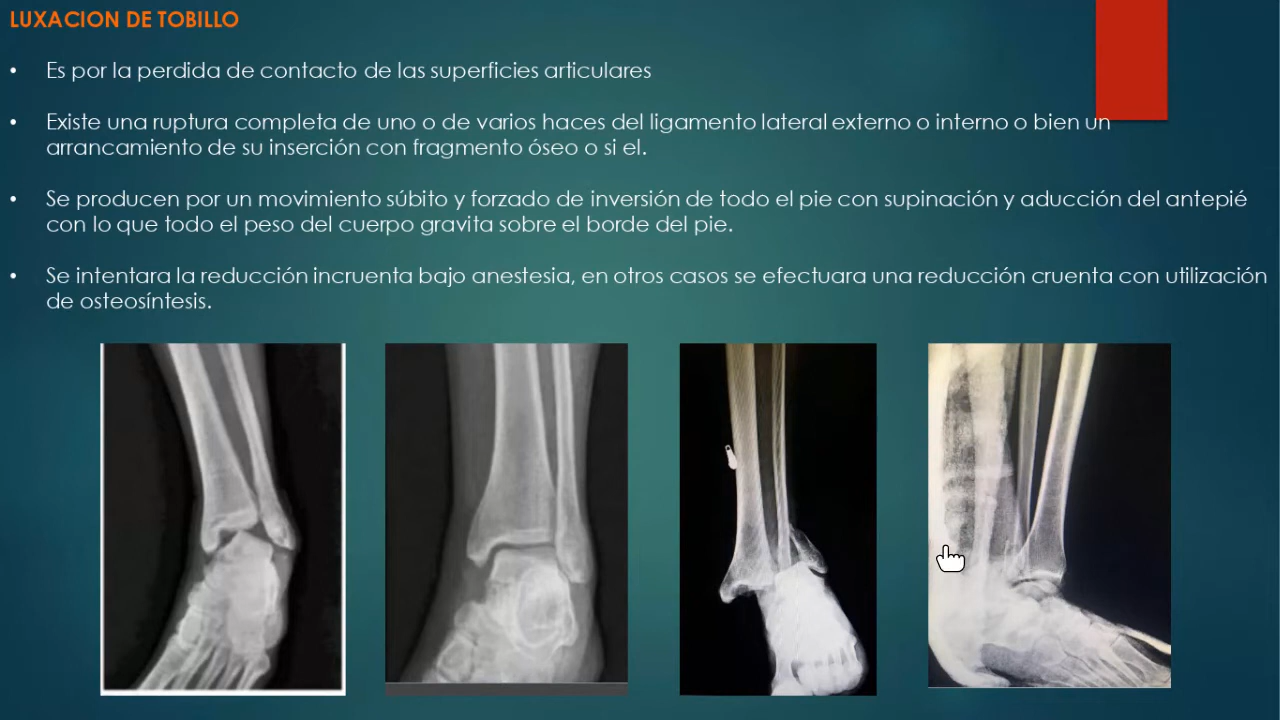 LUXACION DE TOBILLO
• Es por la perdida de contacto de las superficies articulares
• Existe una ruptura completa de uno o de varios haces del ligamento lateral externo o interno o bien un
arrancamiento de su inserción con fragmento óseo o si el.
• Se producen por un movimiento súbito y forzado de inversión de todo el pie con supinación y aducción del antepié
con lo que todo el peso del cuerpo gravita sobre el borde del pie.
• Se intentara la reducción incruenta bajo anestesia, en otros casos se efectuara una reducción cruenta con utilización
de osteosíntesis.